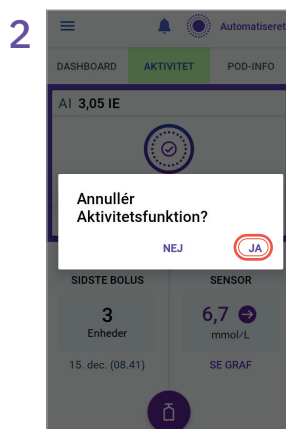 2
Automatiseret
DASHBOARD AKTIVITET POD-INFO
AI 3,05 IE
Annullér
Aktivitetsfunktion?
NEJ JA
SIDSTE BOLUS SENSOR
3 6,7
Enheder mmol/L
15. dec. (08.41) SE GRAF